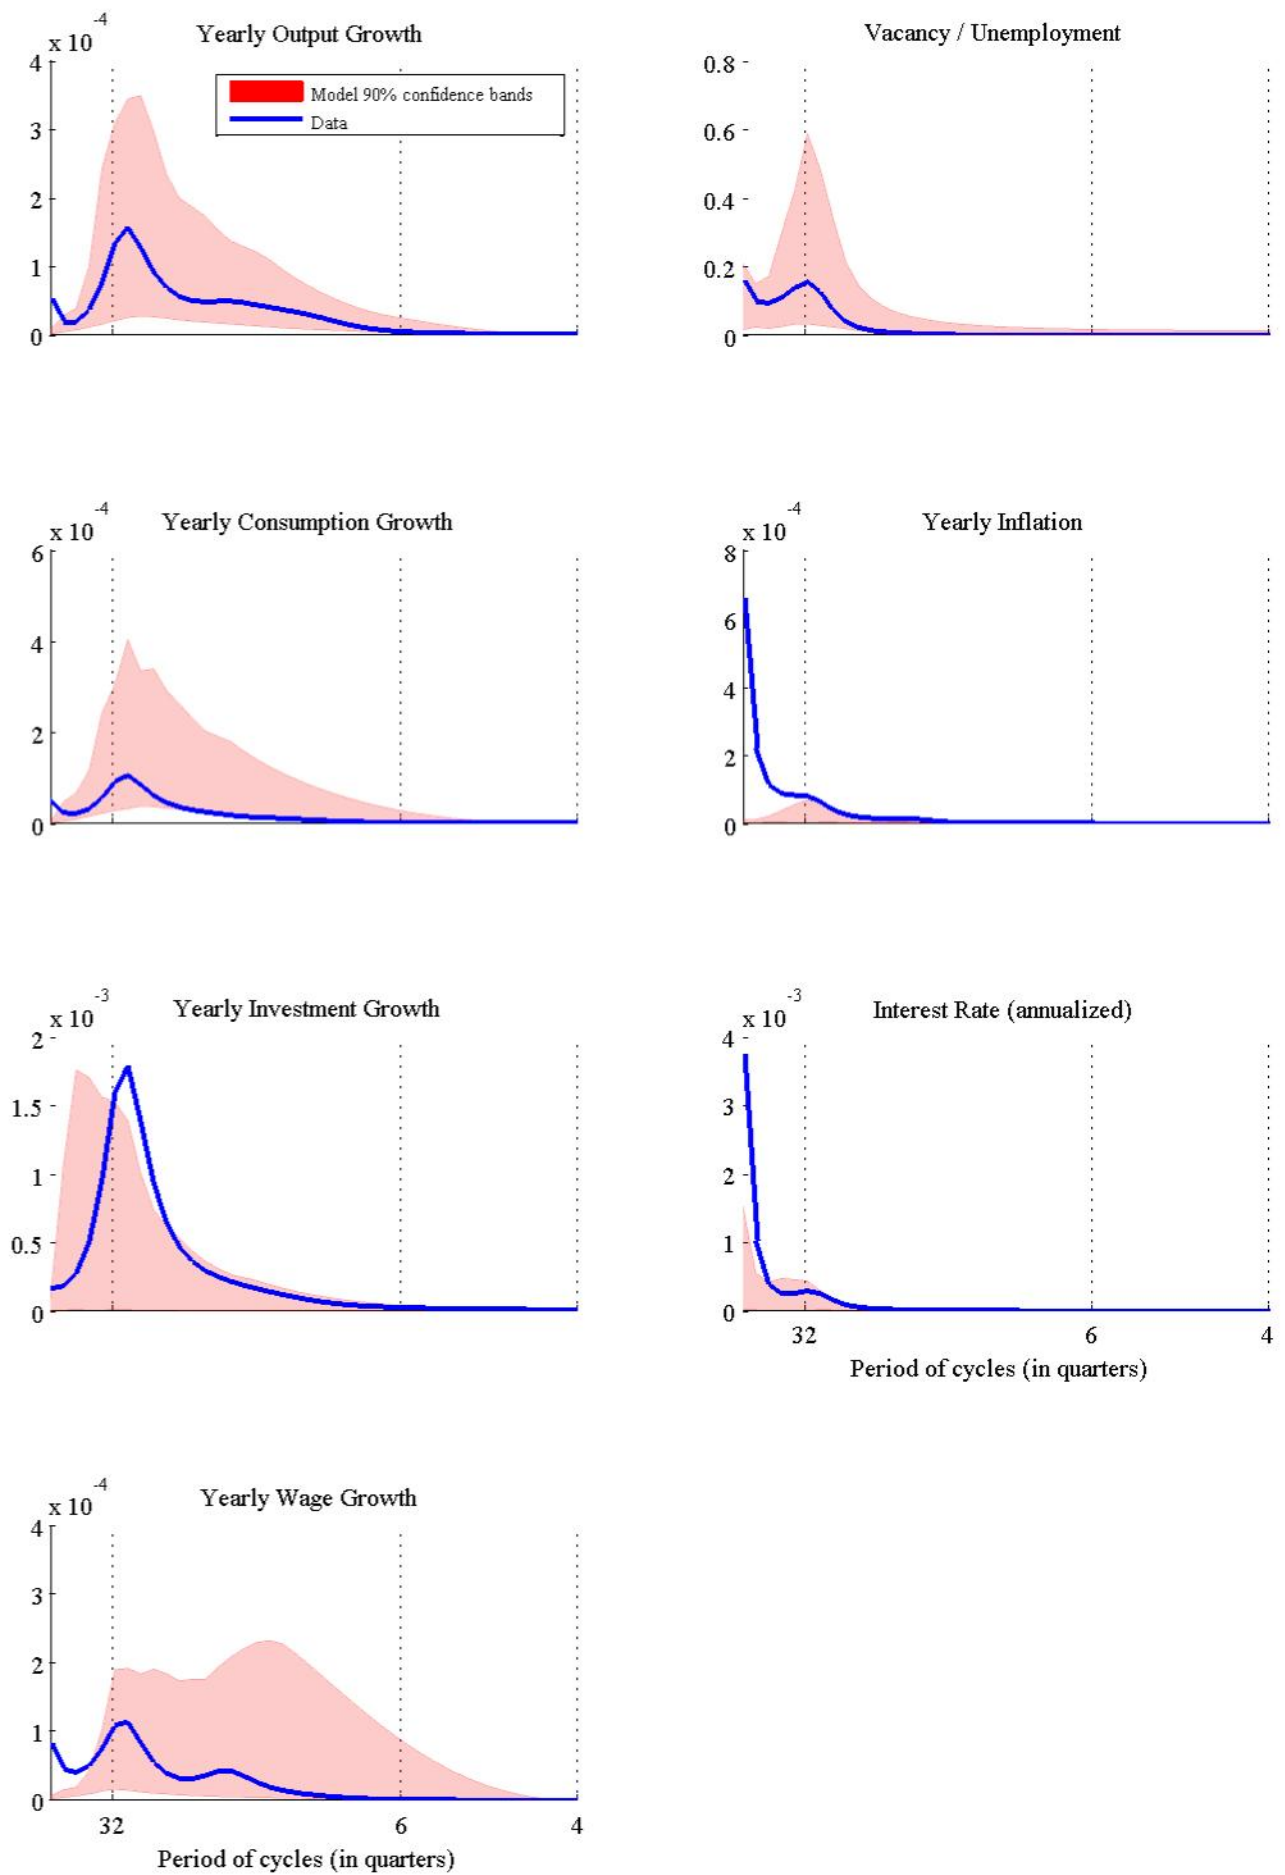 Yearly Output Growth
x 10
-4
4
3
2
1
0
Model 90% confidence bands
Data
Vacancy / Unemployment
0.8
0.6
0.4
0.2
0
Yearly Consumption Growth
x 10
-4
6
4
2
0
Yearly Inflation
x 10
-4
8
6
4
2
0
Yearly Investment Growth
x 10
-3
2
1.5
1
0.5
0
Interest Rate (annualized)
x 10
-3
4
3
2
1
0
32 6 4
Period of cycles (in quarters)
Yearly Wage Growth
x 10
-4
4
3
2
1
0
32 6 4
Period of cycles (in quarters)